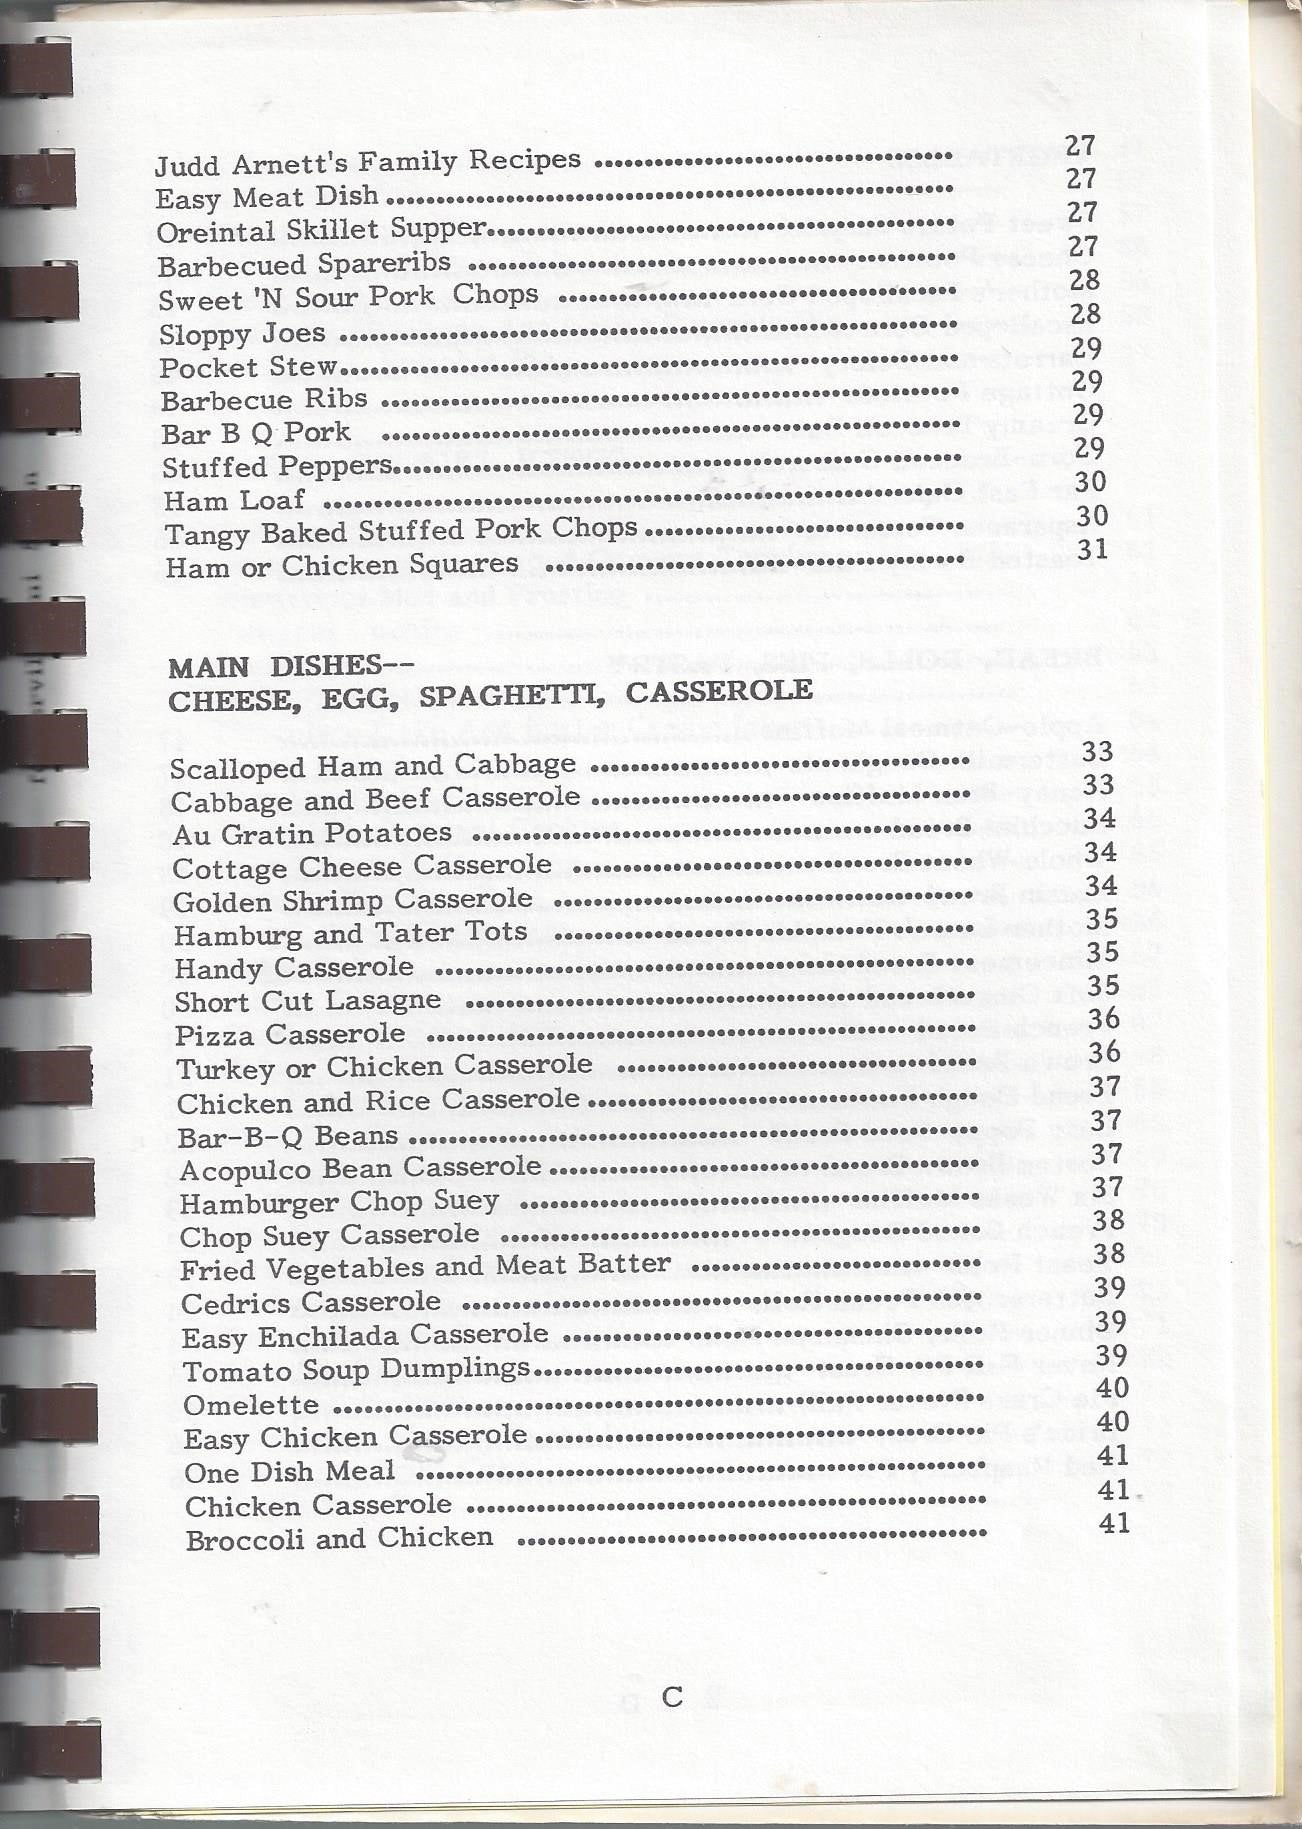 Judd Arnett's Family Recipes .................................... 27
Easy Meat Dish ......................................................... 27
Oreintal Skillet Supper............................................... 27
Barbecued Spareribs ................................................. 27
Sweet 'N Sour Pork Chops ........................................ 28
Sloppy Joes .............................................................. 28
Pocket Stew.............................................................. 29
Barbecue Ribs .......................................................... 29
Bar B Q Pork .......................................................... 29
Stuffed Peppers......................................................... 29
Ham Loaf ................................................................ 30
Tangy Baked Stuffed Pork Chops ................................ 30
Ham or Chicken Squares .......................................... 31
MAIN DISHES--
CHEESE, EGG, SPAGHETTI, CASSEROLE
Scalloped Ham and Cabbage ...................................... 33
Cabbage and Beef Casserole ...................................... 33
Au Gratin Potatoes .................................................. 34
Cottage Cheese Casserole ........................................ 34
Golden Shrimp Casserole .......................................... 34
Hamburg and Tater Tots .......................................... 35
Handy Casserole ...................................................... 35
Short Cut Lasagne ................................................... 35
Pizza Casserole ....................................................... 36
Turkey or Chicken Casserole .................................... 36
Chicken and Rice Casserole ....................................... 37
Bar-B-Q Beans ......................................................... 37
Acopulco Bean Casserole ........................................... 37
Hamburger Chop Suey .............................................. 37
Chop Suey Casserole ................................................ 38
Fried Vegetables and Meat Batter ............................. 38
Cedrics Casserole .................................................... 39
Easy Enchilada Casserole .......................................... 39
Tomato Soup Dumplings............................................. 39
Omelette ................................................................. 40
Easy Chicken Casserole ............................................. 40
One Dish Meal ......................................................... 41
Chicken Casserole .................................................... 41
Broccoli and Chicken ............................................... 41
C